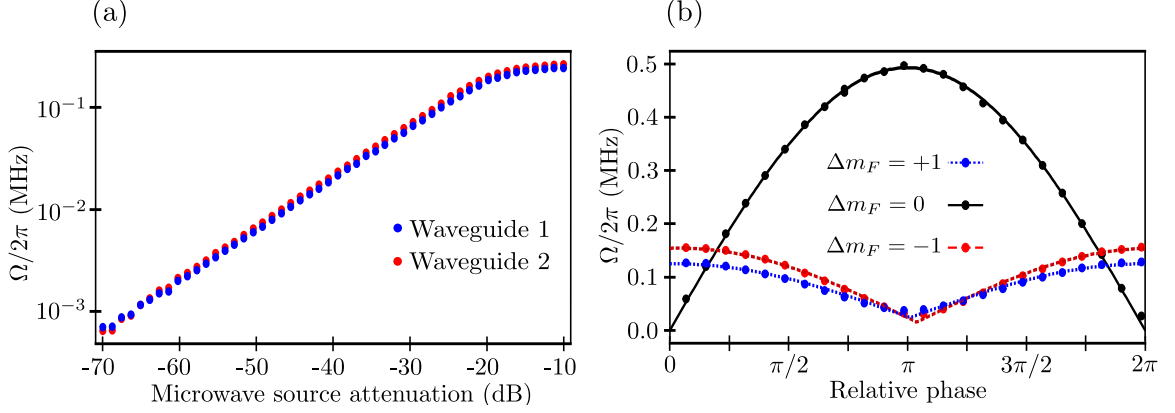 (a)
Ω/2π (MHz)
10⁻¹
10⁻²
10⁻³
Waveguide 1
Waveguide 2
-70 -60 -50 -40 -30 -20 -10
Microwave source attenuation (dB)
(b)
Ω/2π (MHz)
0.5
0.4
0.3
0.2
0.1
0.0
Δm_F = +1
Δm_F = 0
Δm_F = −1
0 π/2 π 3π/2 2π
Relative phase